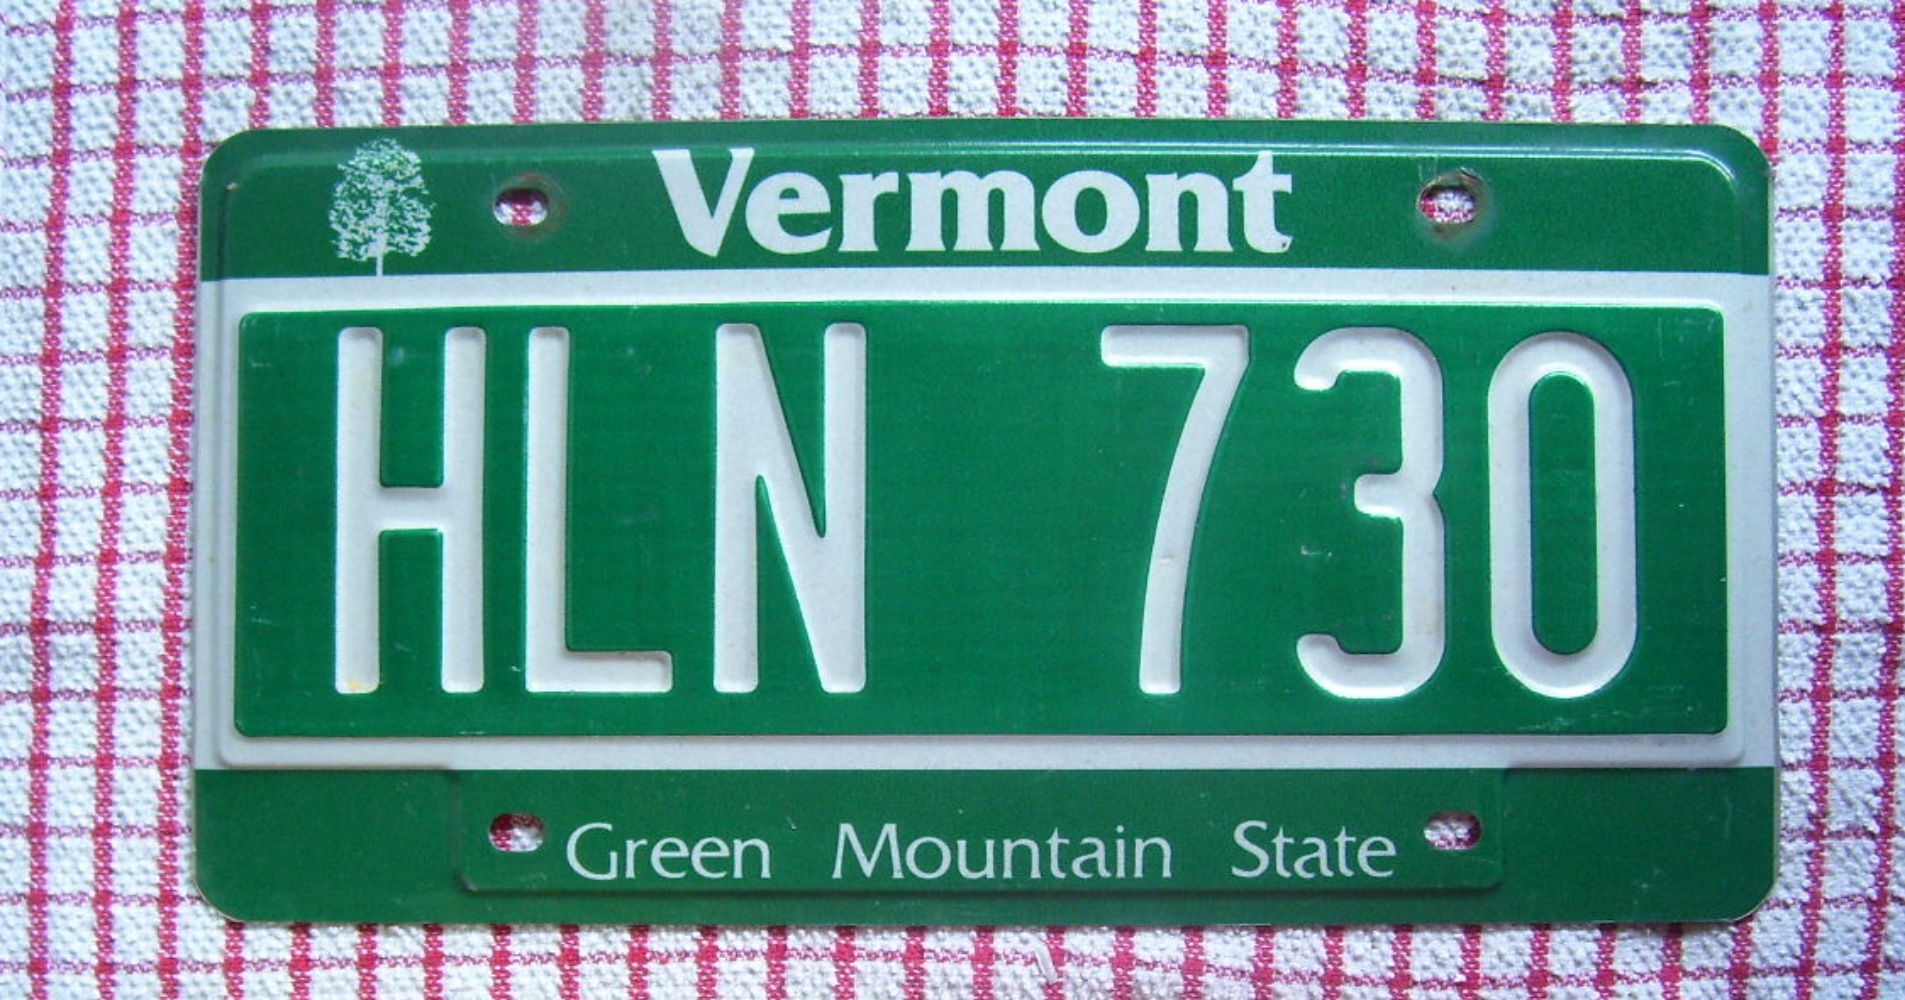 Vermont
HLN 730
Green Mountain State